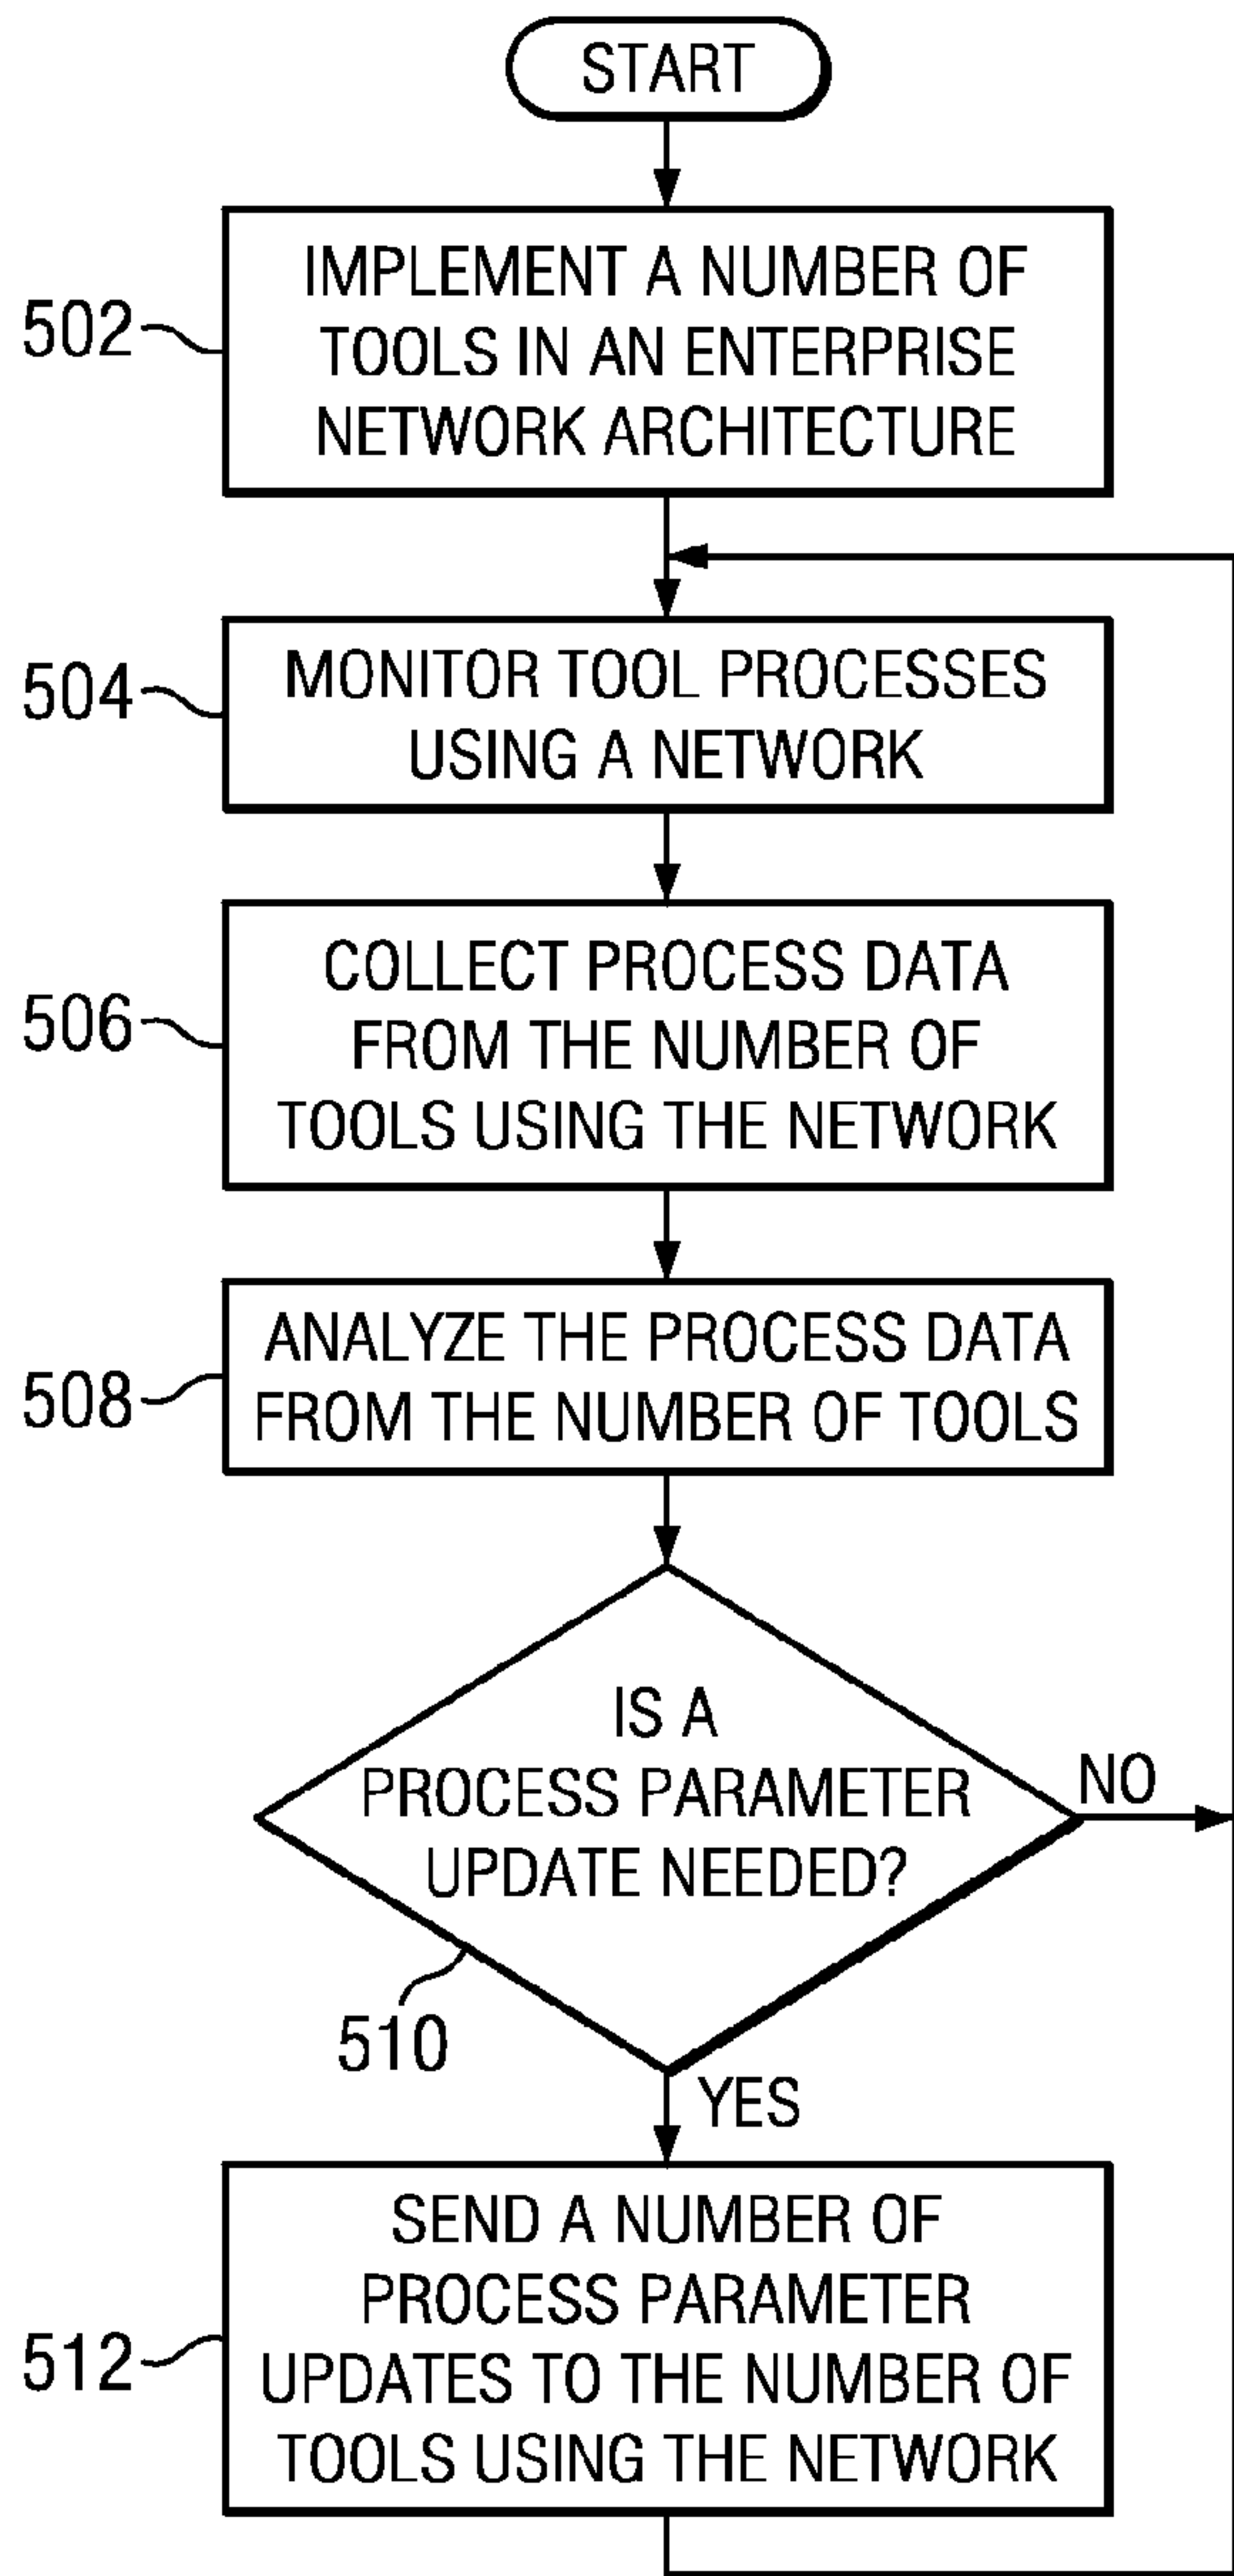 START
IMPLEMENT A NUMBER OF
TOOLS IN AN ENTERPRISE
NETWORK ARCHITECTURE
502
MONITOR TOOL PROCESSES
USING A NETWORK
504
COLLECT PROCESS DATA
FROM THE NUMBER OF
TOOLS USING THE NETWORK
506
ANALYZE THE PROCESS DATA
FROM THE NUMBER OF TOOLS
508
IS A
PROCESS PARAMETER
UPDATE NEEDED?
NO
510
YES
SEND A NUMBER OF
PROCESS PARAMETER
UPDATES TO THE NUMBER OF
TOOLS USING THE NETWORK
512